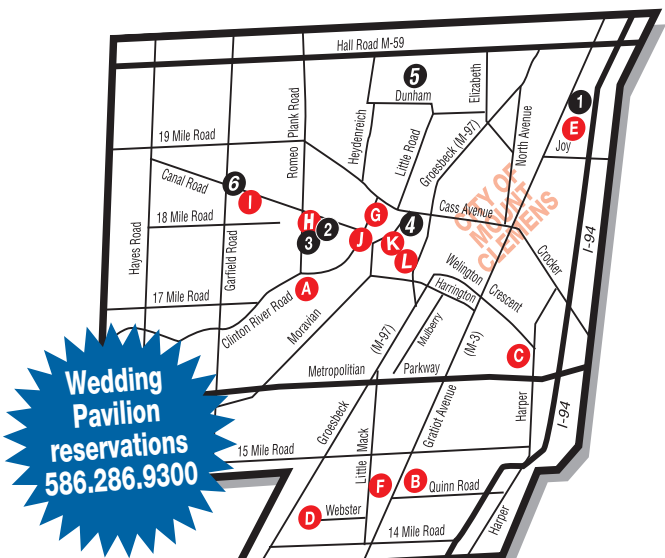 Hall Road M-59
5
Dunham
Elizabeth
1
E
Joy
I-94
19 Mile Road
Plank Road
Romeo
Heydenreich
Little Road
Groesbeck (M-97)
North Avenue
Canal Road
6
I
18 Mile Road
Hayes Road
Garfield Road
H
3
2
G
J
4
K
L
Cass Avenue
CITY OF
MOUNT
CLEMENS
Crocker
Welington
Crescent
Harrington
17 Mile Road
Clinton River Road
A
Moravian
(M-97)
Mulberry
(M-3)
C
Metropolitian
Parkway
Groesbeck
Gratiot Avenue
Harper
I-94
Wedding
Pavilion
reservations
586.286.9300
15 Mile Road
Little Mack
F
B
Quinn Road
D
Webster
14 Mile Road
Harper